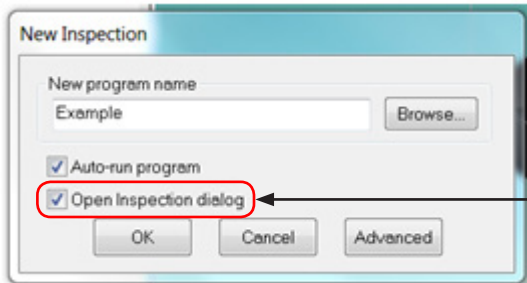 New Inspection
New program name
Example
Browse...
Auto-run program
Open Inspection dialog
OK Cancel Advanced